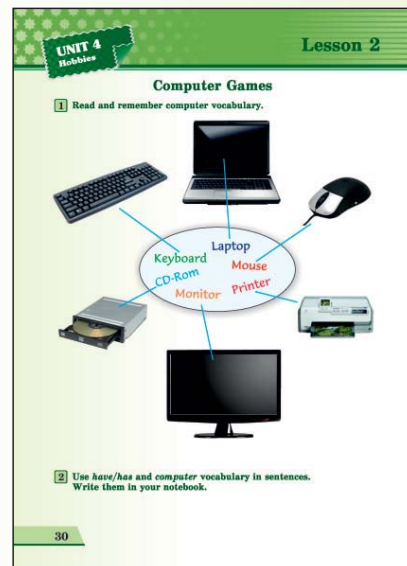 UNIT 4
Hobbies
Lesson 2
Computer Games
1 Read and remember computer vocabulary.
Laptop
Keyboard
Mouse
CD-Rom
Printer
Monitor
2 Use have/has and computer vocabulary in sentences.
Write them in your notebook.
30